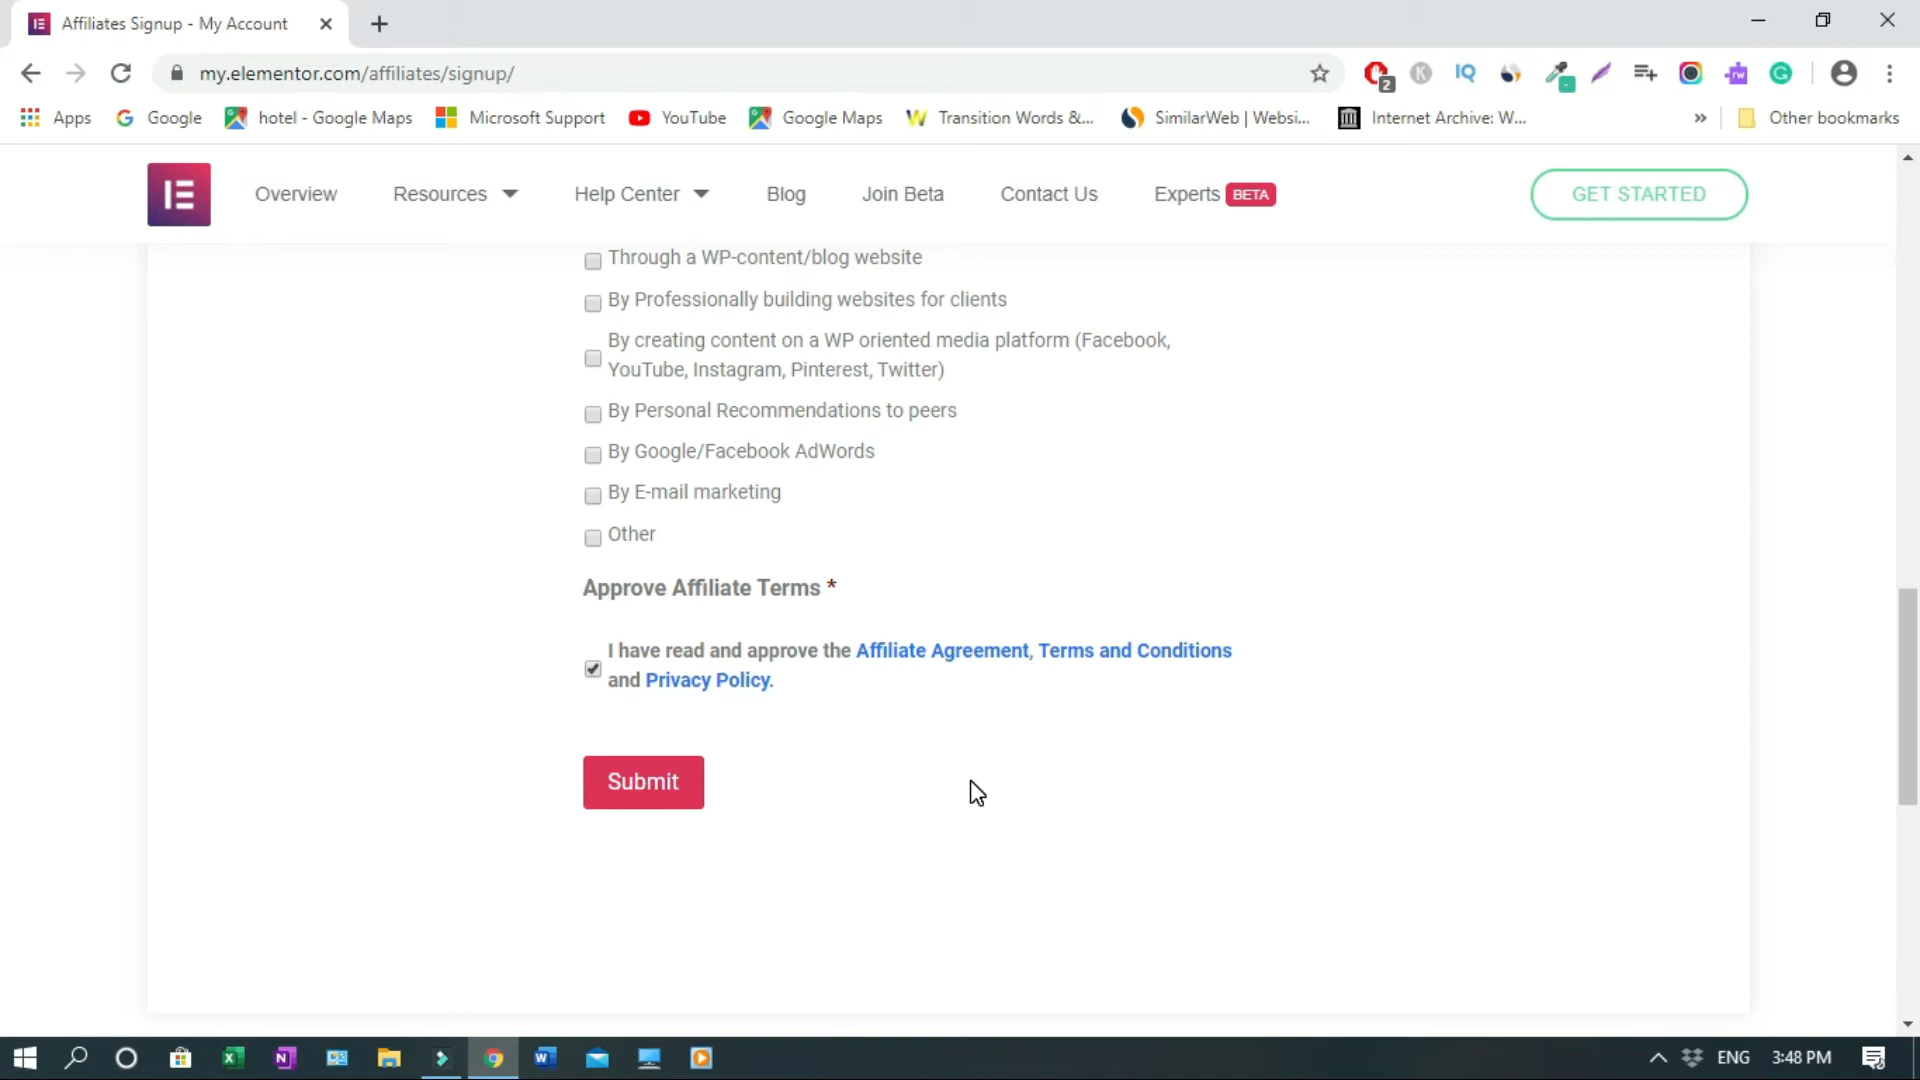 Affiliates Signup - My Account
my.elementor.com/affiliates/signup/
2
IQ
rw
Apps
Google
hotel - Google Maps
Microsoft Support
YouTube
Google Maps
Transition Words &...
SimilarWeb | Websi...
Internet Archive: W...
»
Other bookmarks
Overview
Resources
Help Center
Blog
Join Beta
Contact Us
Experts BETA
GET STARTED
Through a WP-content/blog website
By Professionally building websites for clients
By creating content on a WP oriented media platform (Facebook,
YouTube, Instagram, Pinterest, Twitter)
By Personal Recommendations to peers
By Google/Facebook AdWords
By E-mail marketing
Other
Approve Affiliate Terms *
I have read and approve the Affiliate Agreement, Terms and Conditions
and Privacy Policy.
Submit
ENG
3:48 PM